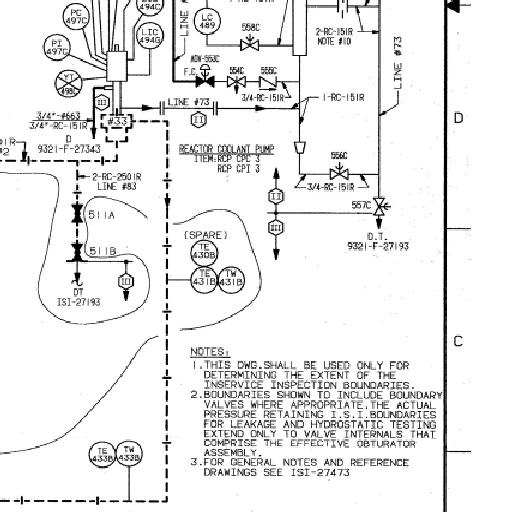 PC
497C
494C
LIC
494G
PI
497C
YT
498C
LC
489
558C
2-RC-151R
NOTE #10
AOV-553C
F.C.
554C
555C
3/4-RC-151R
LINE #73
III
3/4"-#663
3/4"-RC-151R
#33
D
9321-F-27343
LINE #73
II
1-RC-151R
REACTOR COOLANT PUMP
ITEM:RCP CPC 3
RCP CPI 3
556C
3/4-RC-151R
2-RC-2501R
LINE #83
II
III
557C
D.T.
9321-F-27193
511A
511B
III
DT
ISI-27193
(SPARE)
TE
430B
TE
431B
TW
431B
D
C
NOTES:
1.THIS DWG.SHALL BE USED ONLY FOR
DETERMINING THE EXTENT OF THE
INSERVICE INSPECTION BOUNDARIES.
2.BOUNDARIES SHOWN TO INCLUDE BOUNDARY
VALVES WHERE APPROPRIATE.THE ACTUAL
PRESSURE RETAINING I.S.I.BOUNDARIES
FOR LEAKAGE AND HYDROSTATIC TESTING
EXTEND ONLY TO VALVE INTERNALS THAT
COMPRISE THE EFFECTIVE OBTURATOR
ASSEMBLY.
3.FOR GENERAL NOTES AND REFERENCE
DRAWINGS SEE ISI-27473
TE
433B
TW
433B